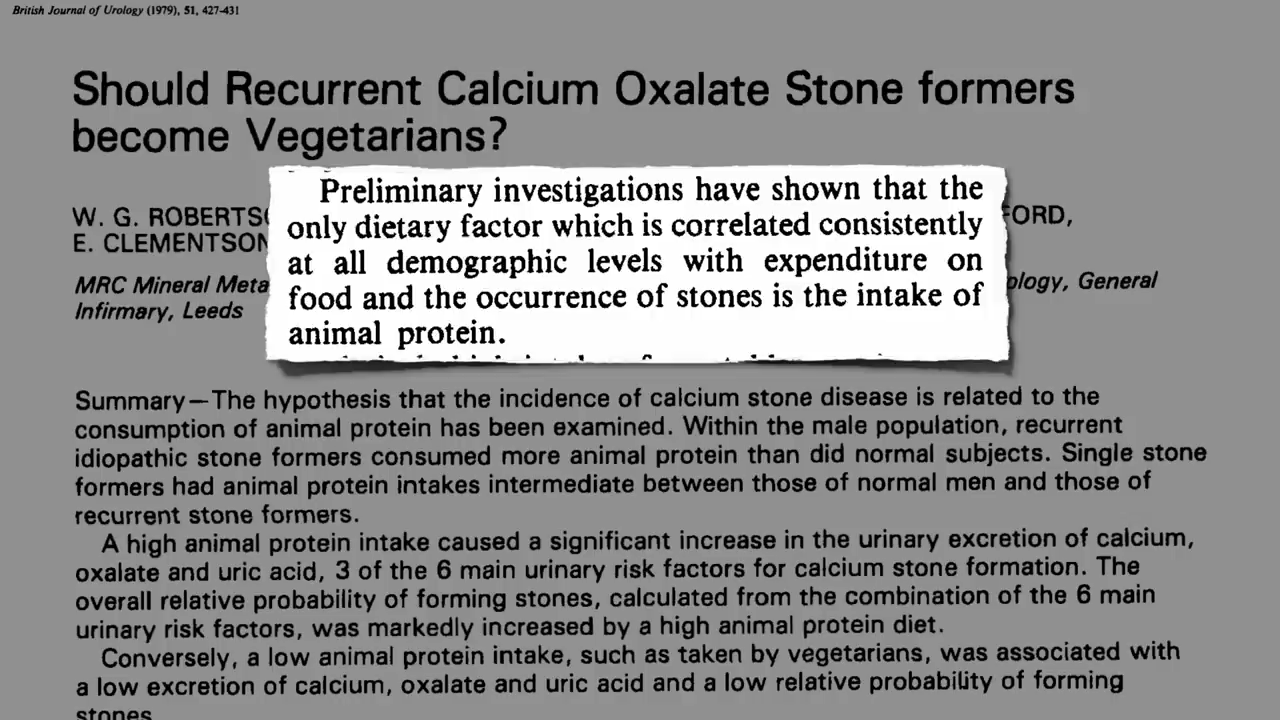 British Journal of Urology (1979), 51, 427-431
Should Recurrent Calcium Oxalate Stone formers
become Vegetarians?
Preliminary investigations have shown that the
only dietary factor which is correlated consistently
at all demographic levels with expenditure on
food and the occurrence of stones is the intake of
animal protein.
W. G. ROBERTS
FORD,
E. CLEMENTSON
MRC Mineral Meta
ology, General
Infirmary, Leeds
Summary—The hypothesis that the incidence of calcium stone disease is related to the
consumption of animal protein has been examined. Within the male population, recurrent
idiopathic stone formers consumed more animal protein than did normal subjects. Single stone
formers had animal protein intakes intermediate between those of normal men and those of
recurrent stone formers.
A high animal protein intake caused a significant increase in the urinary excretion of calcium,
oxalate and uric acid, 3 of the 6 main urinary risk factors for calcium stone formation. The
overall relative probability of forming stones, calculated from the combination of the 6 main
urinary risk factors, was markedly increased by a high animal protein diet.
Conversely, a low animal protein intake, such as taken by vegetarians, was associated with
a low excretion of calcium, oxalate and uric acid and a low relative probability of forming
stones